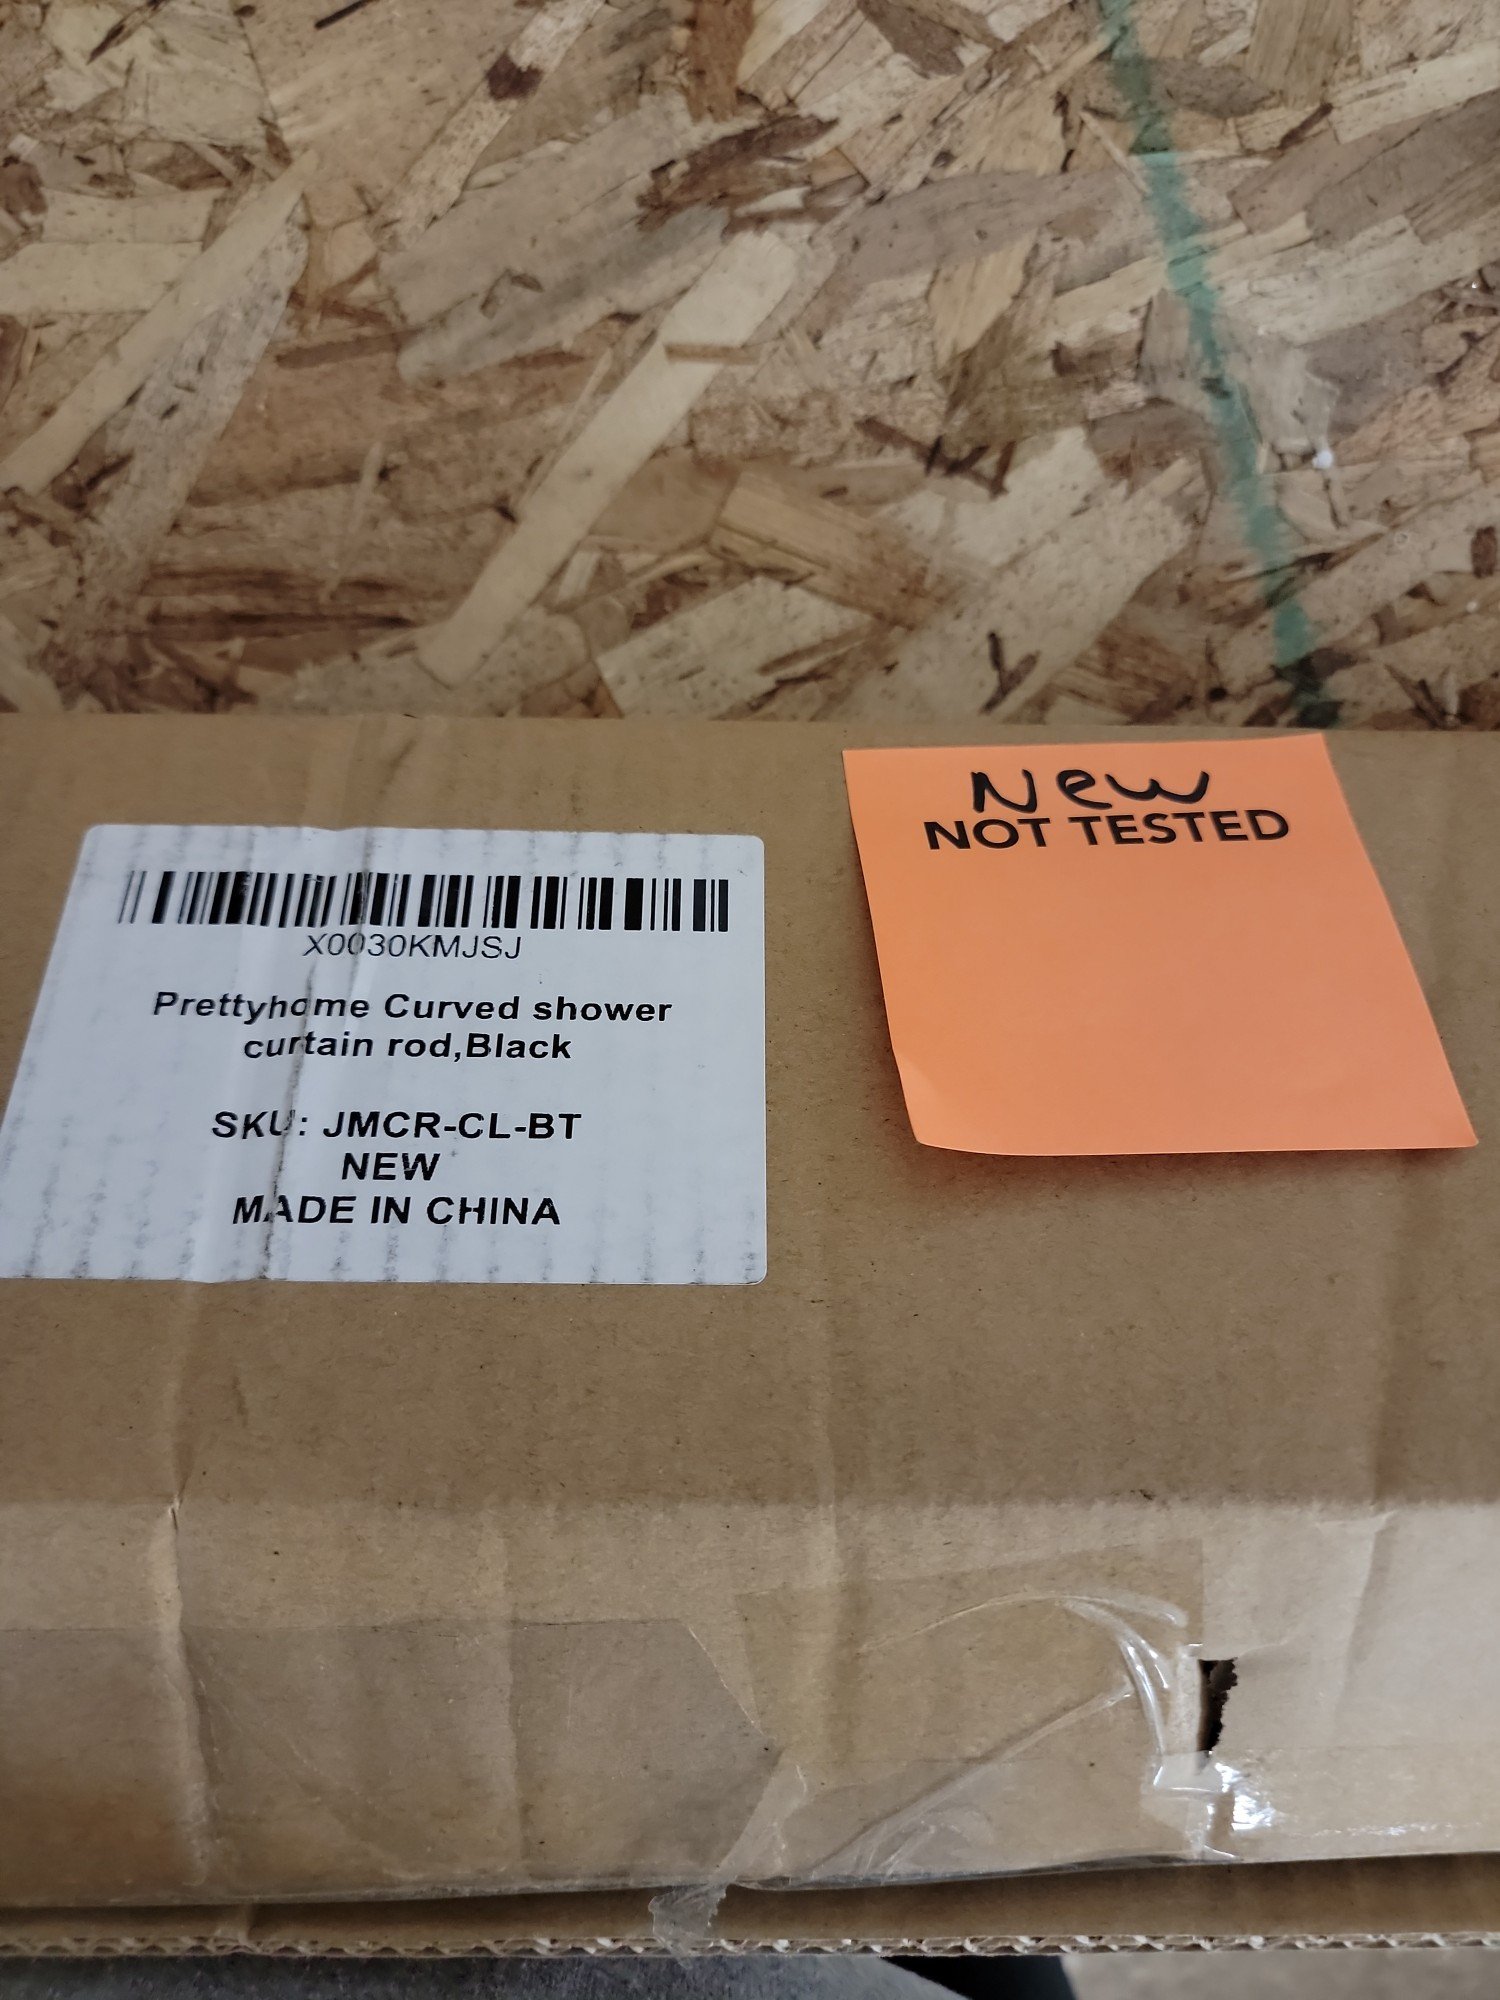 New
NOT TESTED
X0030KMJSJ
Prettyhome Curved shower
curtain rod,Black
SKU: JMCR-CL-BT
NEW
MADE IN CHINA